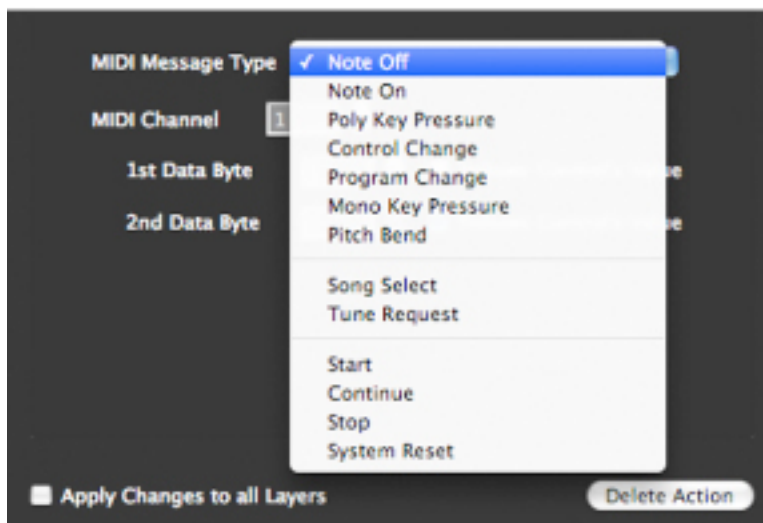 MIDI Message Type ✓ Note Off
Note On
Poly Key Pressure
MIDI Channel 1
Control Change
1st Data Byte
Program Change
Mono Key Pressure
2nd Data Byte
Pitch Bend
Song Select
Tune Request
Start
Continue
Stop
System Reset
Apply Changes to all Layers Delete Action